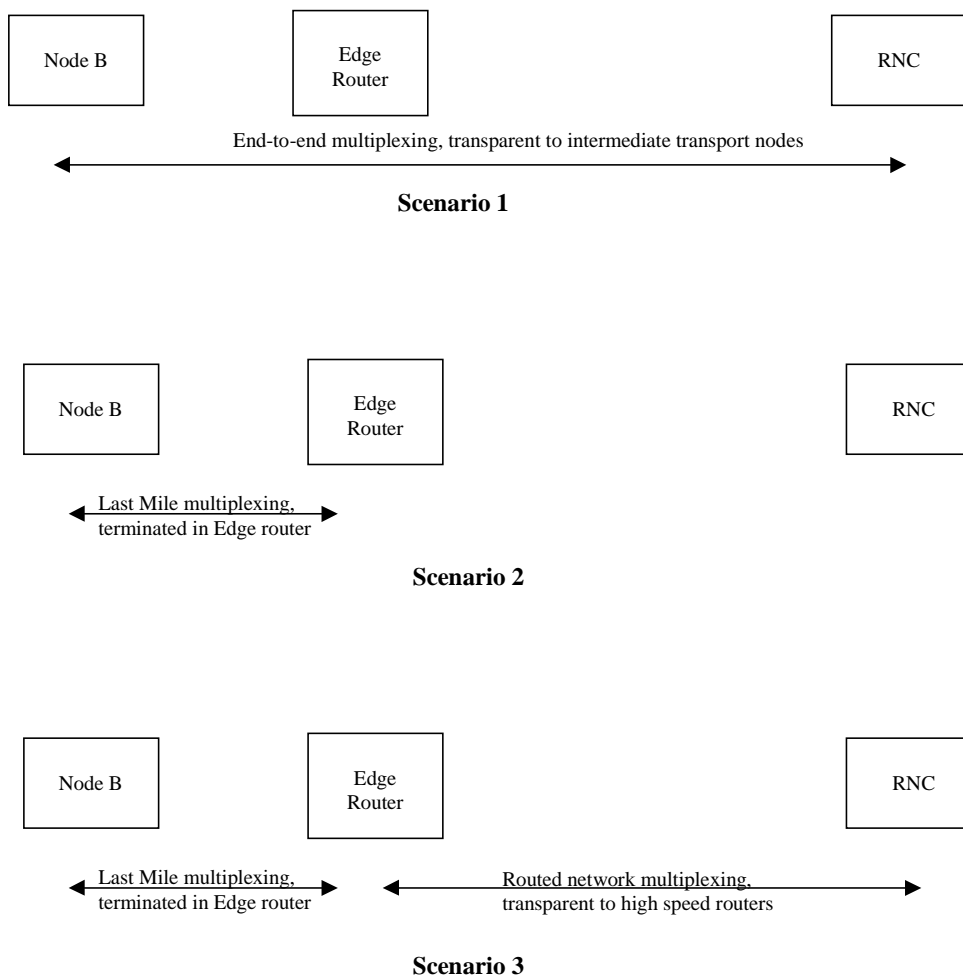 Node B
Edge
Router
RNC
End-to-end multiplexing, transparent to intermediate transport nodes
Scenario 1
Node B
Edge
Router
RNC
Last Mile multiplexing,
terminated in Edge router
Scenario 2
Node B
Edge
Router
RNC
Last Mile multiplexing,
terminated in Edge router
Routed network multiplexing,
transparent to high speed routers
Scenario 3